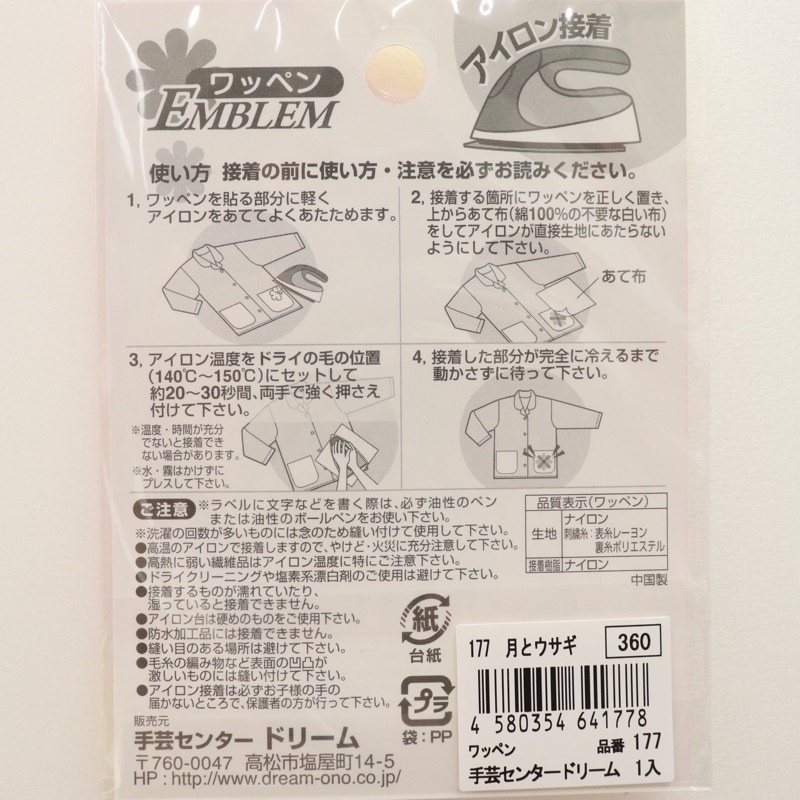 ワッペン
EMBLEM
アイロン接着
使い方 接着の前に使い方・注意を必ずお読みください。
1, ワッペンを貼る部分に軽く
アイロンをあててよくあたためます。
2, 接着する箇所にワッペンを正しく置き、
上からあて布(綿100%の不要な白い布)
をしてアイロンが直接生地にあたらない
ようにして下さい。
あて布
3, アイロン温度をドライの毛の位置
(140℃〜150℃)にセットして
約20〜30秒間、両手で強く押さえ
付けて下さい。
※温度・時間が充分
でないと接着でき
ない場合があります。
※水・霧はかけずに
プレスして下さい。
4, 接着した部分が完全に冷えるまで
動かさずに待って下さい。
ご注意 ※ラベルに文字などを書く際は、必ず油性のペン
または油性のボールペンをお使い下さい。
※洗濯の回数が多いものには念のため縫い付けて使用して下さい。
●高温のアイロンで接着しますので、やけど・火災に充分注意して下さい。
●高熱に弱い繊維品はアイロン温度に特にご注意下さい。
●ドライクリーニングや塩素系漂白剤のご使用は避けて下さい。
●接着するものが濡れていたり、
湿っていると接着できません。
●アイロン台は硬めのものをご使用下さい。
●防水加工品には接着できません。
●縫い目のある場所は避けて下さい。
●毛糸の編み物など表面の凹凸が
激しいものには縫い付けて下さい。
●アイロン接着は必ずお子様の手の
届かないところで、保護者の方が行って下さい。
品質表示(ワッペン)
生地 ナイロン
刺繍糸：表糸レーヨン
裏糸ポリエステル
接着樹脂 ナイロン
中国製
紙
台紙
プラ
袋：PP
販売元
手芸センター ドリーム
〒760-0047 高松市塩屋町14-5
HP：http://www.dream-ono.co.jp/
177 月とウサギ 360
4 580354 641778
ワッペン 品番 177
手芸センタードリーム 1入